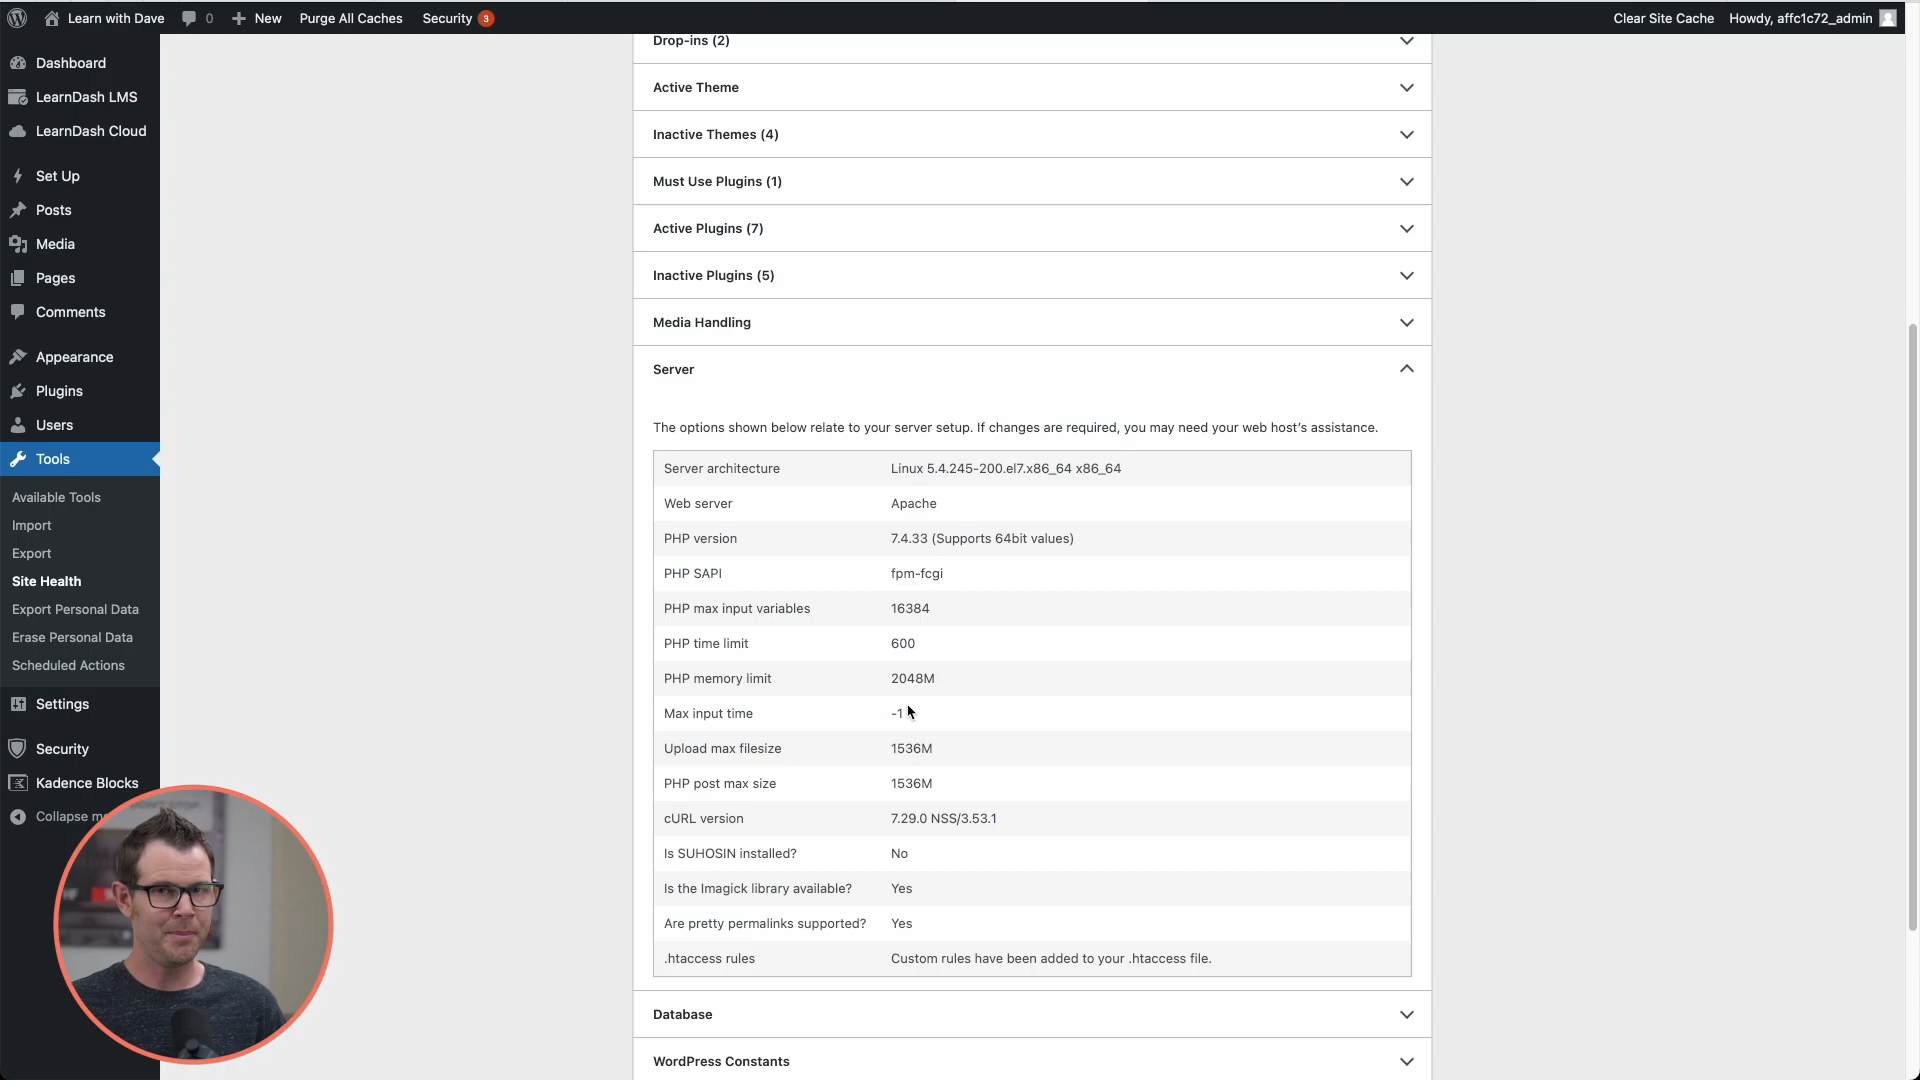 Learn with Dave
0
New
Purge All Caches
Security 3
Clear Site Cache
Howdy, affc1c72_admin
Dashboard
LearnDash LMS
LearnDash Cloud
Set Up
Posts
Media
Pages
Comments
Appearance
Plugins
Users
Tools
Available Tools
Import
Export
Site Health
Export Personal Data
Erase Personal Data
Scheduled Actions
Settings
Security
Kadence Blocks
Collapse me
Drop-ins (2)
Active Theme
Inactive Themes (4)
Must Use Plugins (1)
Active Plugins (7)
Inactive Plugins (5)
Media Handling
Server
The options shown below relate to your server setup. If changes are required, you may need your web host’s assistance.
Server architecture Linux 5.4.245-200.el7.x86_64 x86_64
Web server Apache
PHP version 7.4.33 (Supports 64bit values)
PHP SAPI fpm-fcgi
PHP max input variables 16384
PHP time limit 600
PHP memory limit 2048M
Max input time -1
Upload max filesize 1536M
PHP post max size 1536M
cURL version 7.29.0 NSS/3.53.1
Is SUHOSIN installed? No
Is the Imagick library available? Yes
Are pretty permalinks supported? Yes
.htaccess rules Custom rules have been added to your .htaccess file.
Database
WordPress Constants